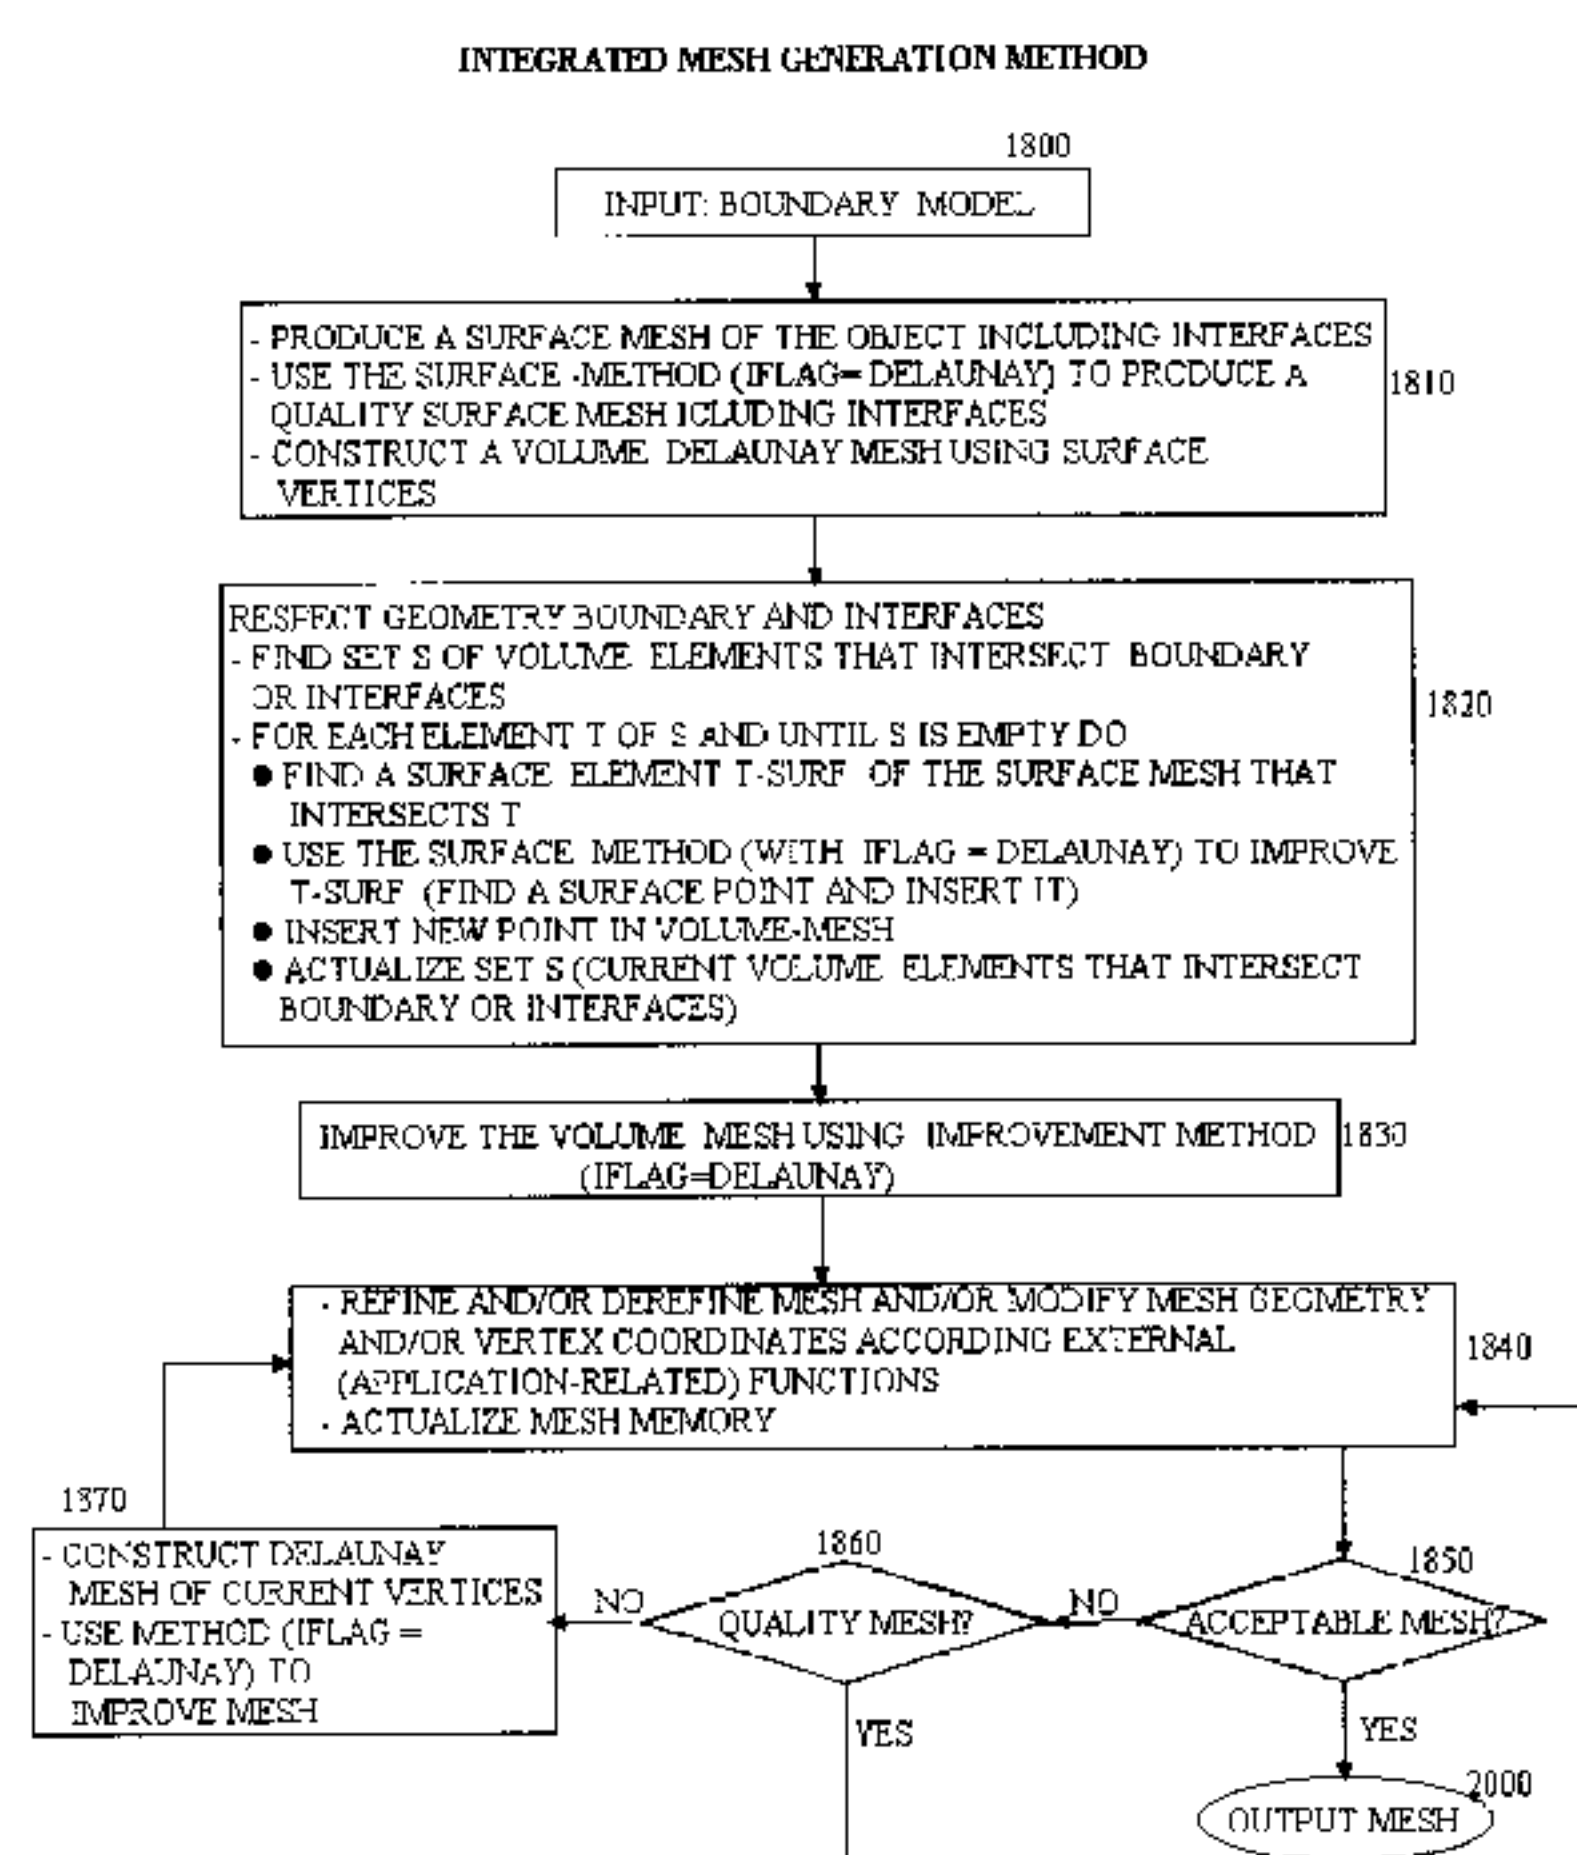 INTEGRATED MESH GENERATION METHOD
1800
INPUT: BOUNDARY MODEL
- PRODUCE A SURFACE MESH OF THE OBJECT INCLUDING INTERFACES
- USE THE SURFACE -METHOD (IFLAG= DELAUNAY) TO PRODUCE A
QUALITY SURFACE MESH ICLUDING INTERFACES
- CONSTRUCT A VOLUME DELAUNAY MESH USING SURFACE
VERTICES
1810
RESPECT GEOMETRY BOUNDARY AND INTERFACES
- FIND SET S OF VOLUME ELEMENTS THAT INTERSECT BOUNDARY
OR INTERFACES
- FOR EACH ELEMENT T OF S AND UNTIL S IS EMPTY DO
● FIND A SURFACE ELEMENT T-SURF OF THE SURFACE MESH THAT
INTERSECTS T
● USE THE SURFACE METHOD (WITH IFLAG = DELAUNAY) TO IMPROVE
T-SURF (FIND A SURFACE POINT AND INSERT IT)
● INSERT NEW POINT IN VOLUME-MESH
● ACTUALIZE SET S (CURRENT VOLUME ELEMENTS THAT INTERSECT
BOUNDARY OR INTERFACES)
1820
IMPROVE THE VOLUME MESH USING IMPROVEMENT METHOD
(IFLAG=DELAUNAY)
1830
- REFINE AND/OR DEREFINE MESH AND/OR MODIFY MESH GEOMETRY
AND/OR VERTEX COORDINATES ACCORDING EXTERNAL
(APPLICATION-RELATED) FUNCTIONS
- ACTUALIZE MESH MEMORY
1840
1870
- CONSTRUCT DELAUNAY
MESH OF CURRENT VERTICES
- USE METHOD (IFLAG =
DELAUNAY) TO
IMPROVE MESH
NO
1860
QUALITY MESH?
NO
1850
ACCEPTABLE MESH?
YES
YES
2000
OUTPUT MESH